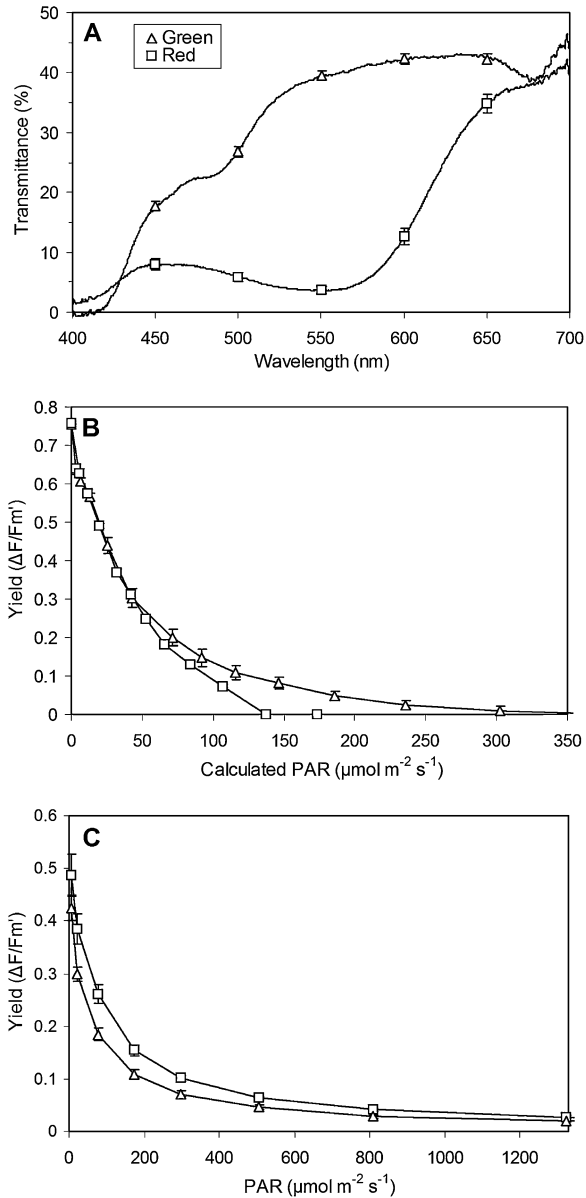 A
Green
Red
50
40
30
20
10
0
Transmittance (%)
400 450 500 550 600 650 700
Wavelength (nm)
B
0.8
0.7
0.6
0.5
0.4
0.3
0.2
0.1
0
Yield (ΔF/Fm')
0 50 100 150 200 250 300 350
Calculated PAR (µmol m⁻² s⁻¹)
C
0.6
0.5
0.4
0.3
0.2
0.1
0
Yield (ΔF/Fm')
0 200 400 600 800 1000 1200
PAR (µmol m⁻² s⁻¹)